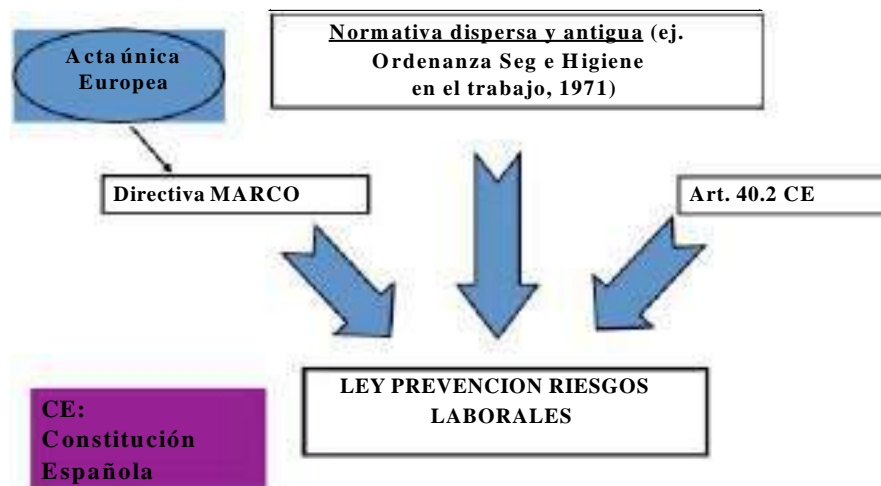 Acta única
Europea
Normativa dispersa y antigua (ej.
Ordenanza Seg e Higiene
en el trabajo, 1971)
Directiva MARCO
Art. 40.2 CE
LEY PREVENCION RIESGOS
LABORALES
CE:
Constitución
Española